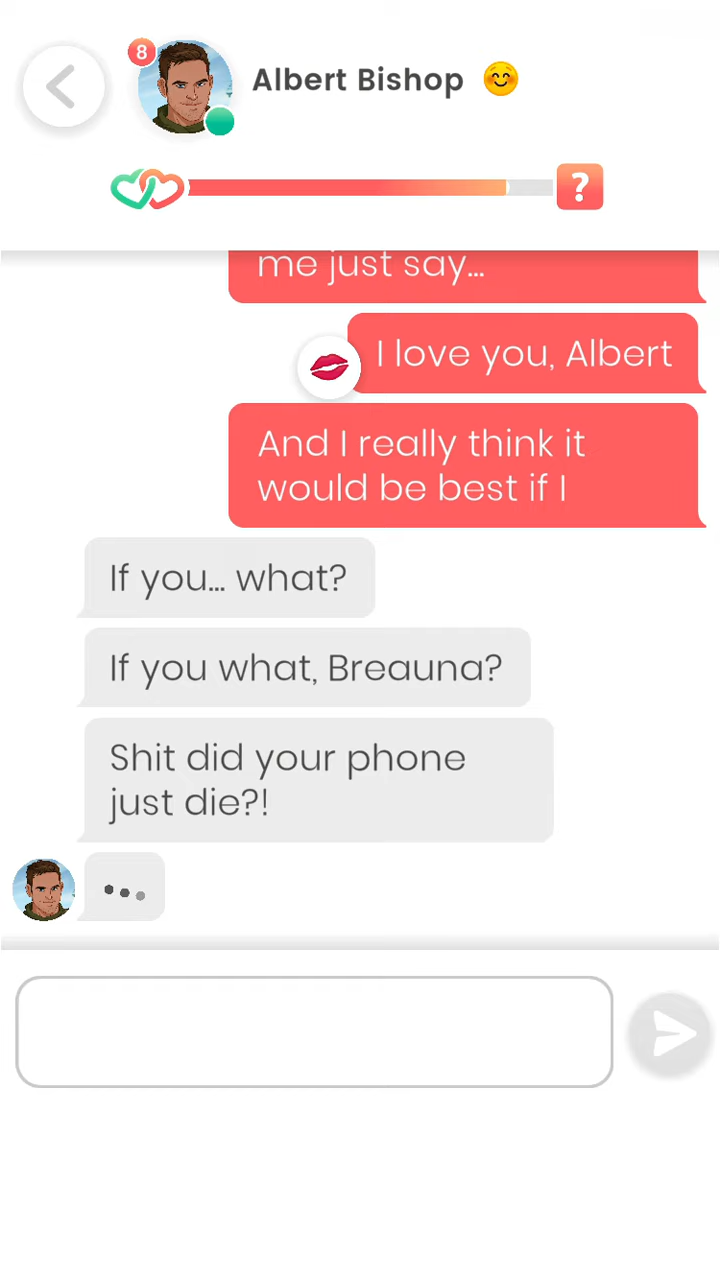 8
Albert Bishop
?
me just say...
I love you, Albert
And I really think it
would be best if I
If you... what?
If you what, Breauna?
Shit did your phone
just die?!